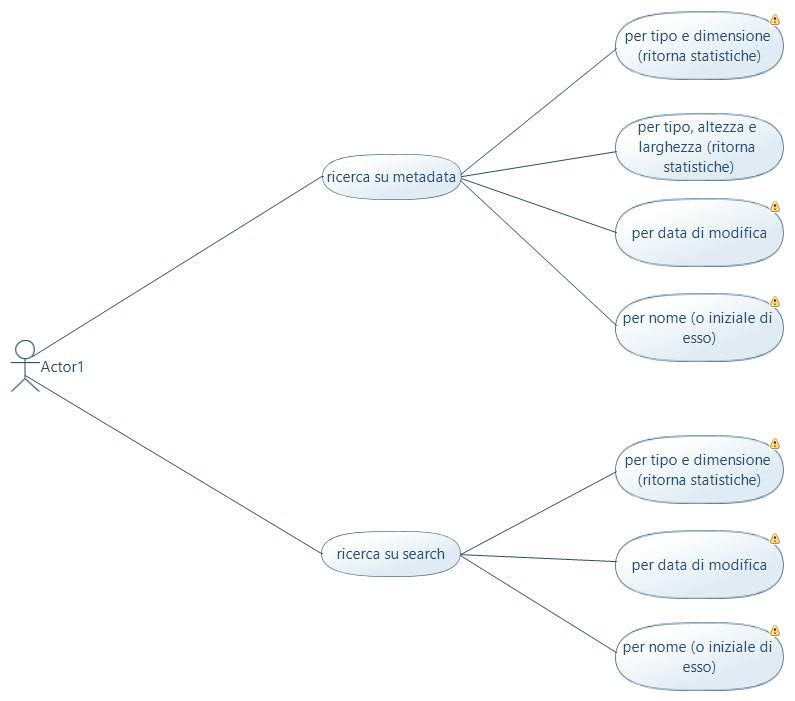 per tipo e dimensione
(ritorna statistiche)
per tipo, altezza e
larghezza (ritorna
statistiche)
ricerca su metadata
per data di modifica
per nome (o iniziale di
esso)
Actor1
per tipo e dimensione
(ritorna statistiche)
ricerca su search
per data di modifica
per nome (o iniziale di
esso)